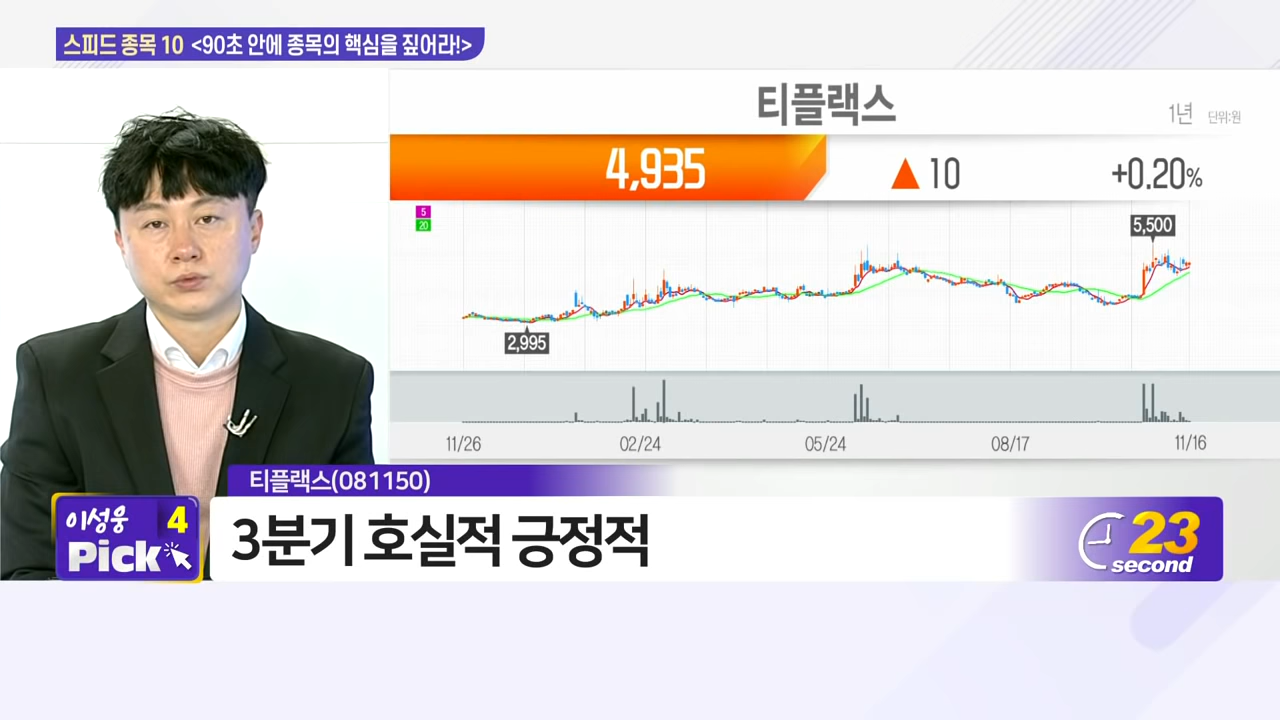 스피드 종목 10 <90초 안에 종목의 핵심을 짚어라!>
티플랙스
1년 단위:원
4,935 ▲ 10 +0.20%
5
20
5,500
2,995
11/26 02/24 05/24 08/17 11/16
티플랙스(081150)
이성웅 4
Pick
3분기 호실적 긍정적
23
second